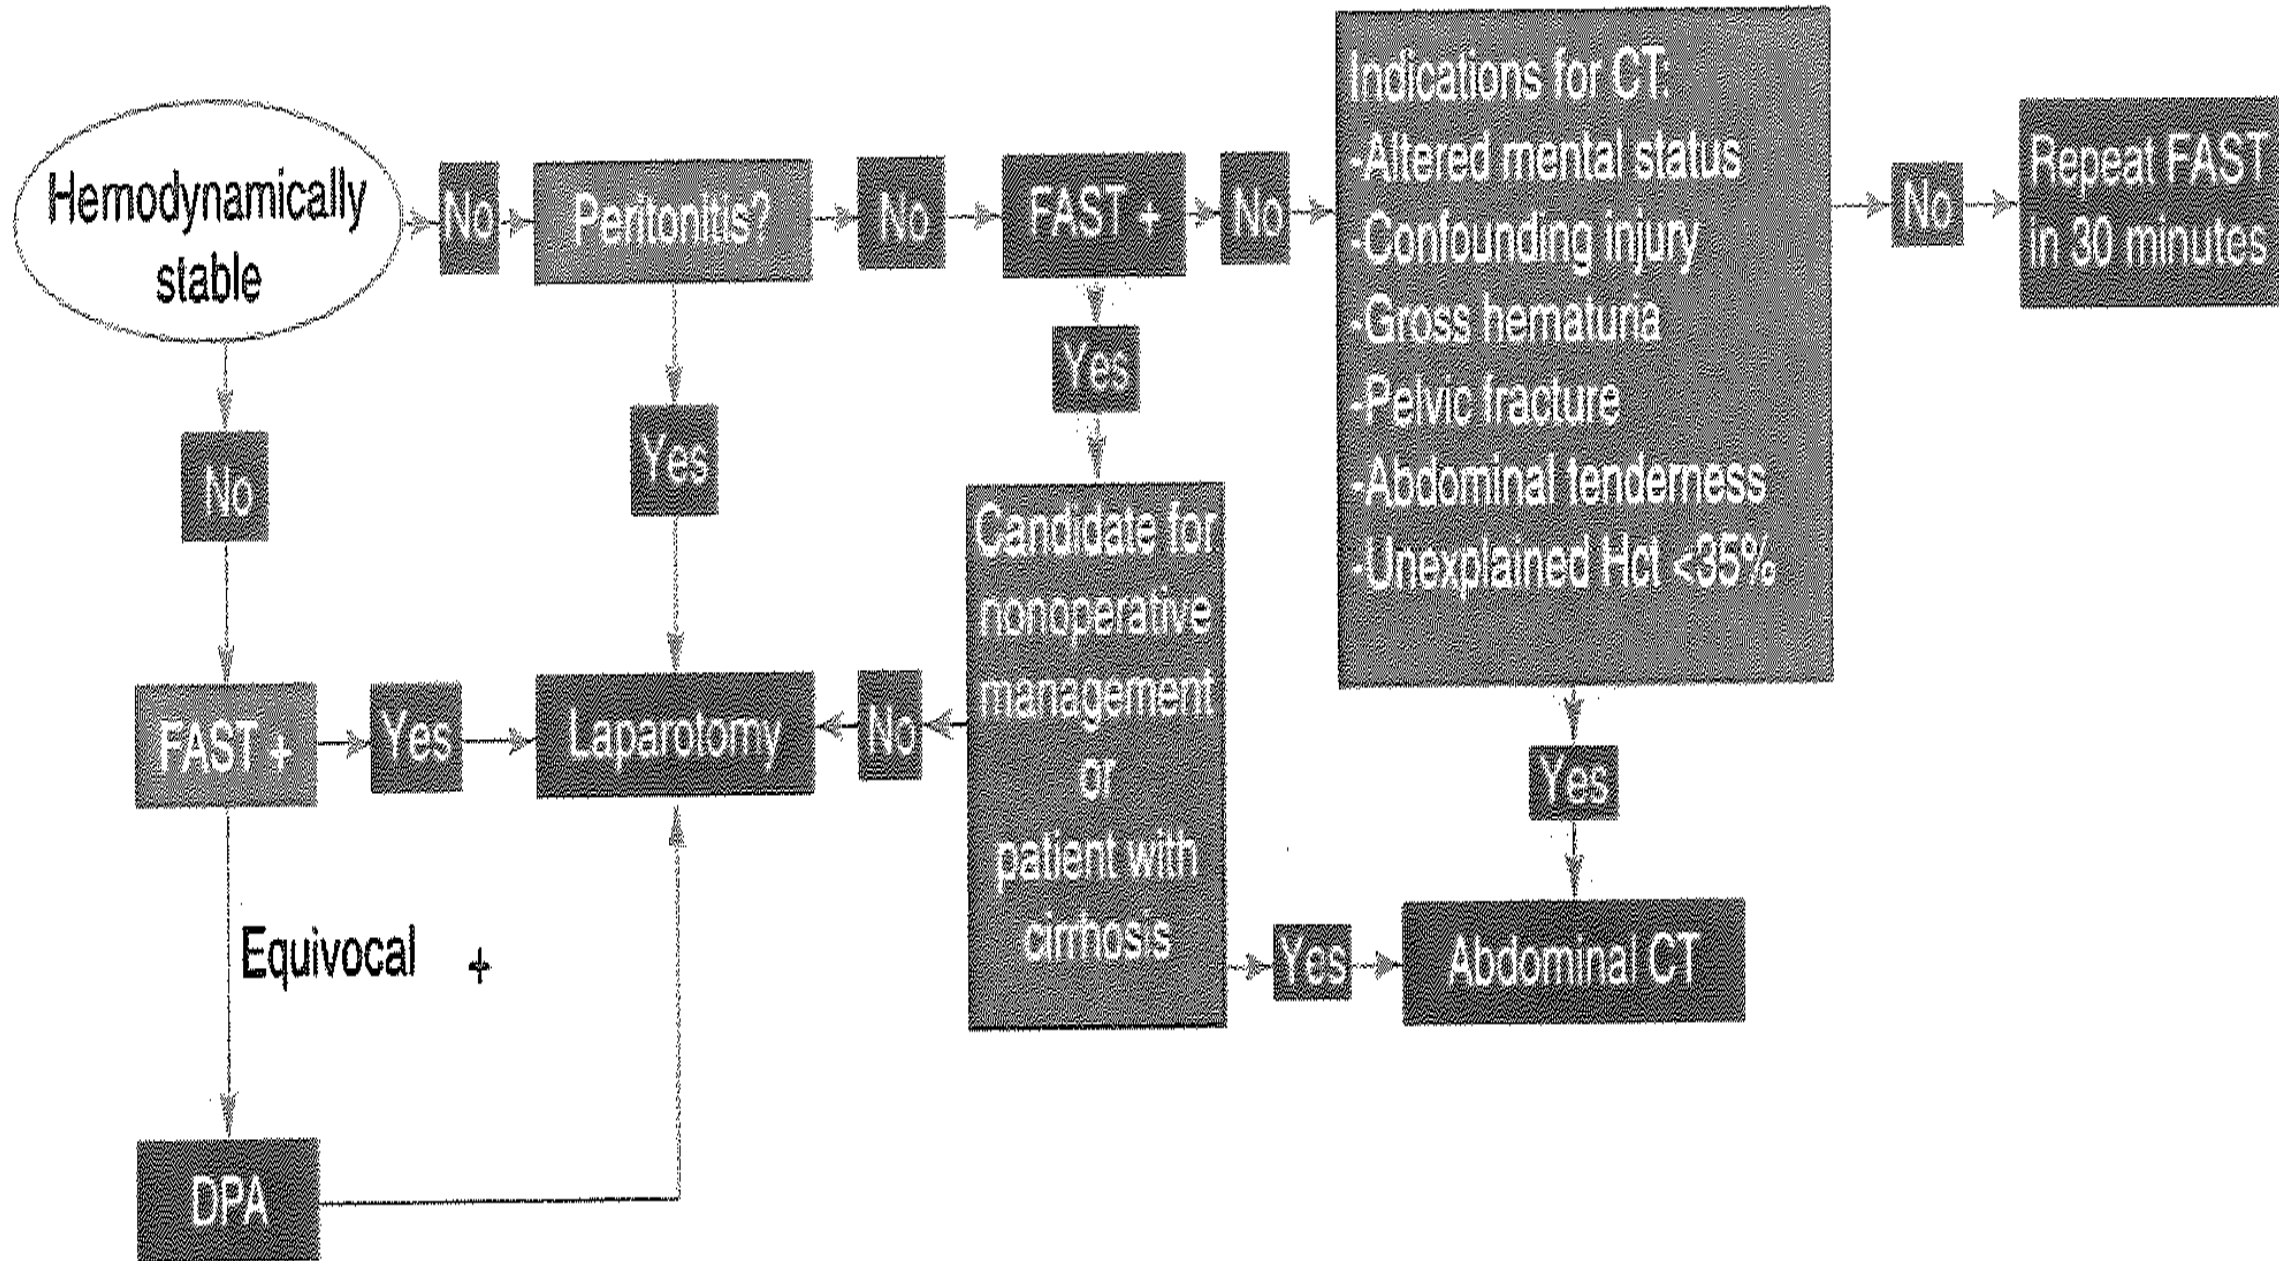 Hemodynamically
stable
No
Peritonitis?
No
FAST +
No
Indications for CT:
-Altered mental status
-Confounding injury
-Gross hematuria
-Pelvic fracture
-Abdominal tenderness
-Unexplained Hct <35%
No
Repeat FAST
in 30 minutes
No
Yes
Yes
FAST +
Yes
Laparotomy
No
Candidate for
nonoperative
management
or
patient with
cirrhosis
Yes
Yes
Abdominal CT
Equivocal +
DPA